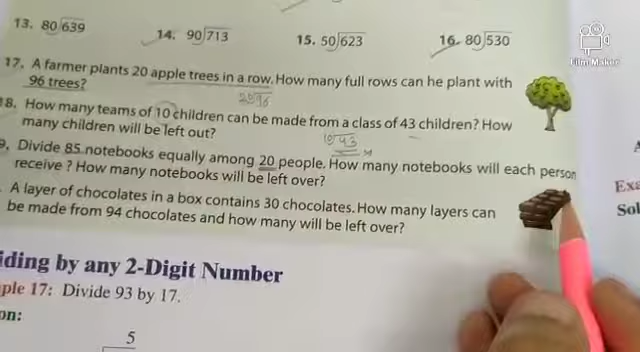 13. 80)639
14. 90)713
15. 50)623
16. 80)530
Film Maker
17. A farmer plants 20 apple trees in a row. How many full rows can he plant with
96 trees?
20)96
8. How many teams of 10 children can be made from a class of 43 children? How
many children will be left out?
10)43
9. Divide 85 notebooks equally among 20 people. How many notebooks will each person
receive ? How many notebooks will be left over?
. A layer of chocolates in a box contains 30 chocolates. How many layers can
be made from 94 chocolates and how many will be left over?
Exa
Sol
iding by any 2-Digit Number
ple 17: Divide 93 by 17.
on:
5